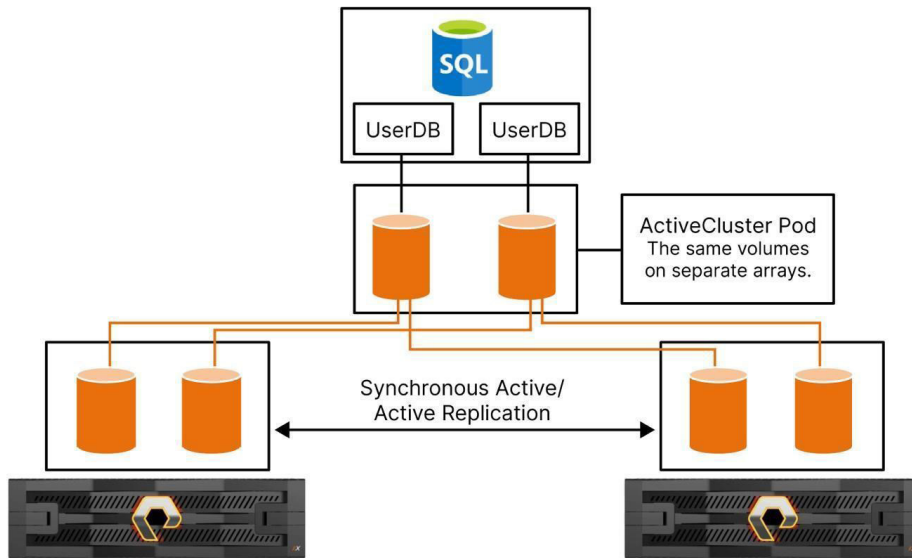 SQL
UserDB
UserDB
ActiveCluster Pod
The same volumes
on separate arrays.
Synchronous Active/
Active Replication